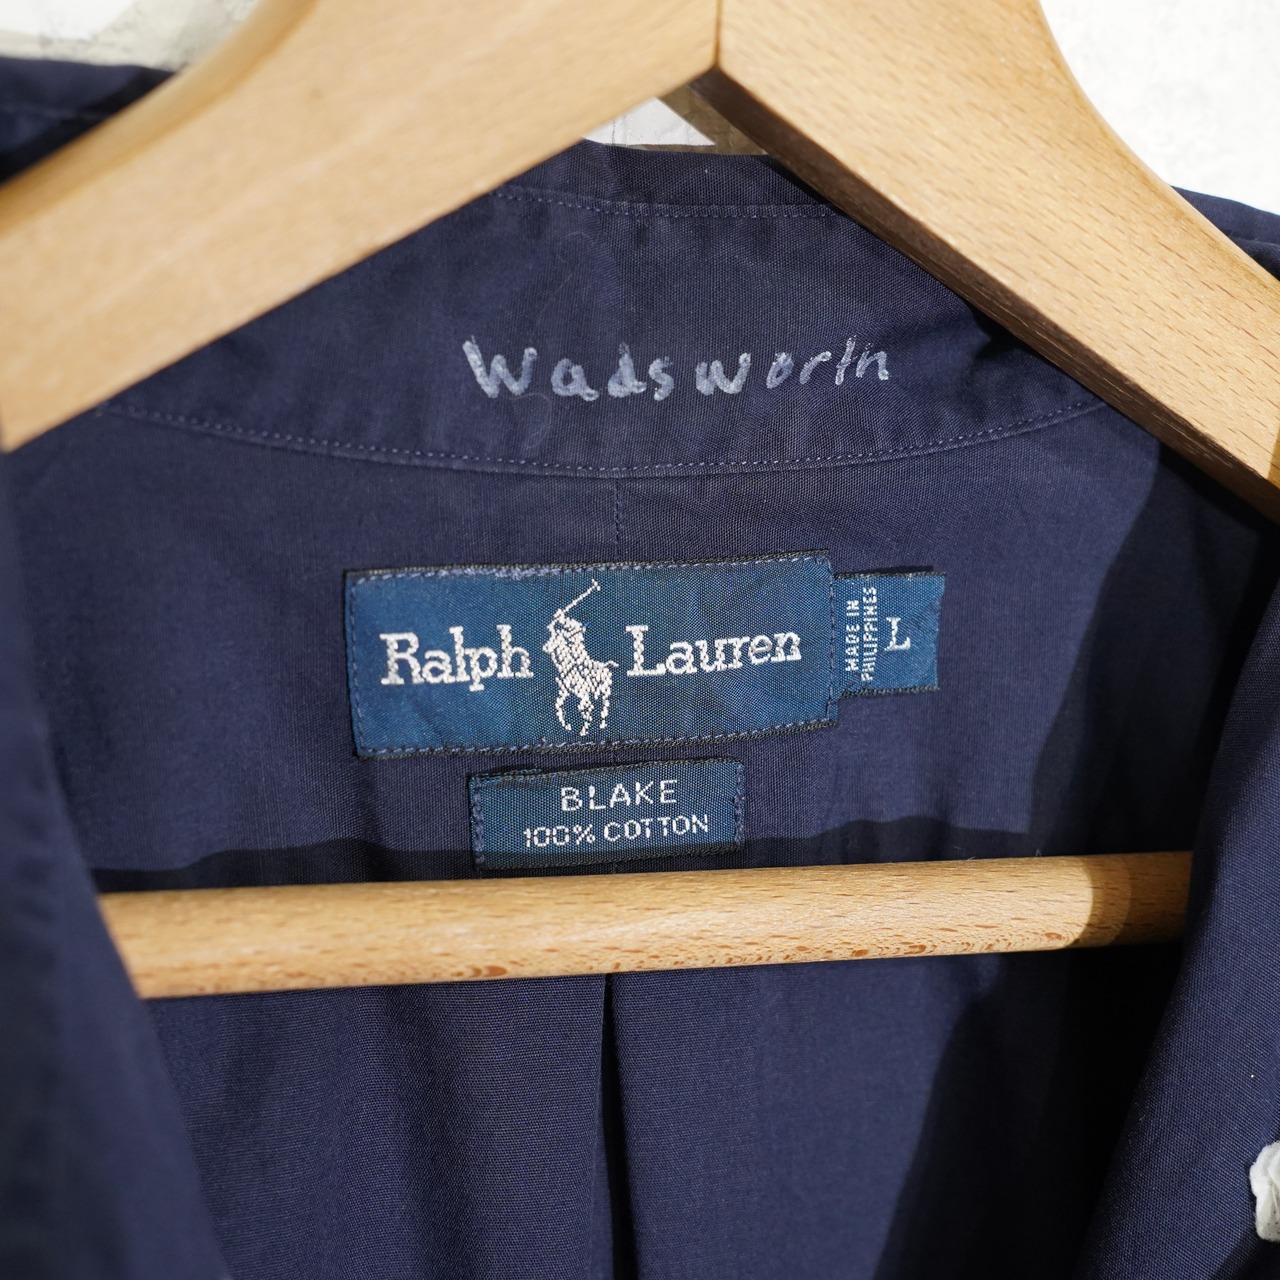 Wadsworth
Ralph Lauren
MADE IN
PHILIPPINES
L
BLAKE
100% COTTON